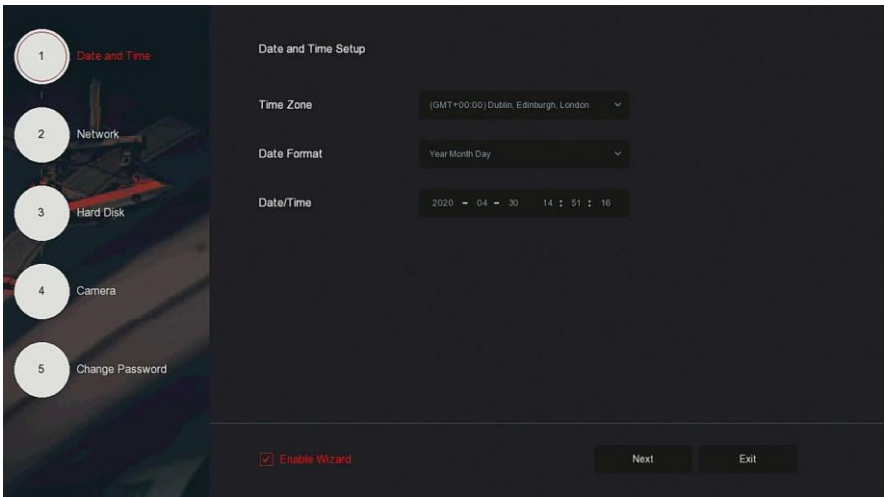 1 Date and Time
2 Network
3 Hard Disk
4 Camera
5 Change Password
Date and Time Setup
Time Zone (GMT+00:00) Dublin, Edinburgh, London
Date Format Year Month Day
Date/Time 2020 - 04 - 30 14 : 51 : 16
Enable Wizard Next Exit